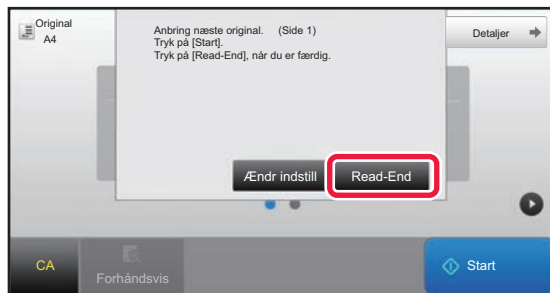 Original
A4
Anbring næste original. (Side 1)
Tryk på [Start].
Tryk på [Read-End], når du er færdig.
Detaljer
Ændr indstill
Read-End
CA
Forhåndsvis
Start